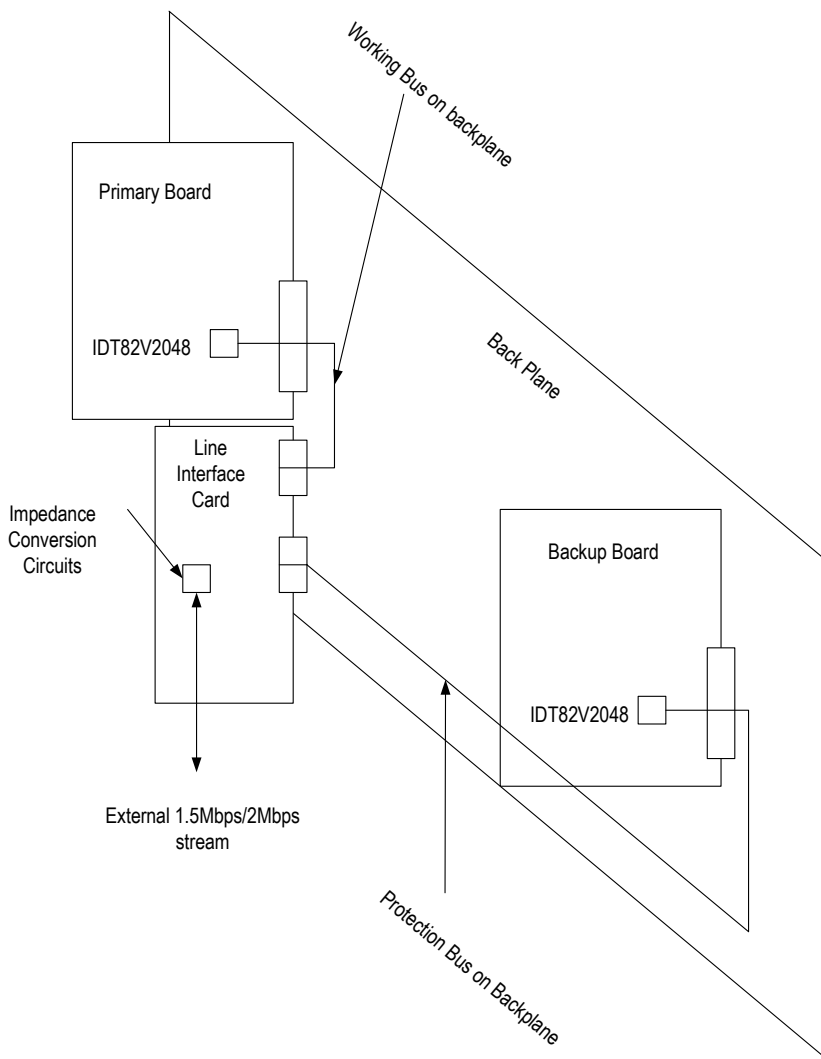 Working Bus on backplane
Primary Board
IDT82V2048
Back Plane
Line
Interface
Card
Impedance
Conversion
Circuits
Backup Board
IDT82V2048
External 1.5Mbps/2Mbps
stream
Protection Bus on Backplane